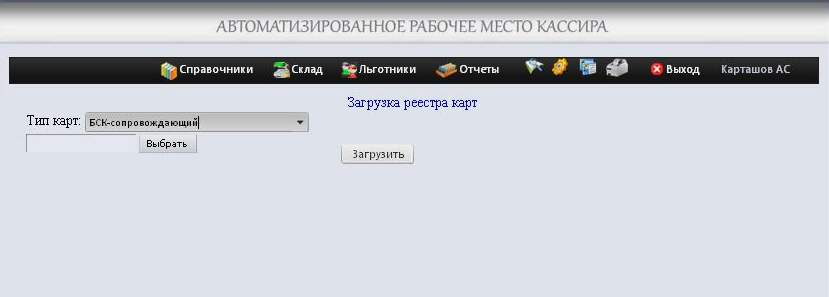 АВТОМАТИЗИРОВАННОЕ РАБОЧЕЕ МЕСТО КАССИРА
Справочники Склад Льготники Отчеты Выход Карташов АС
Загрузка реестра карт
Тип карт: БСК-сопровождающий
Выбрать
Загрузить